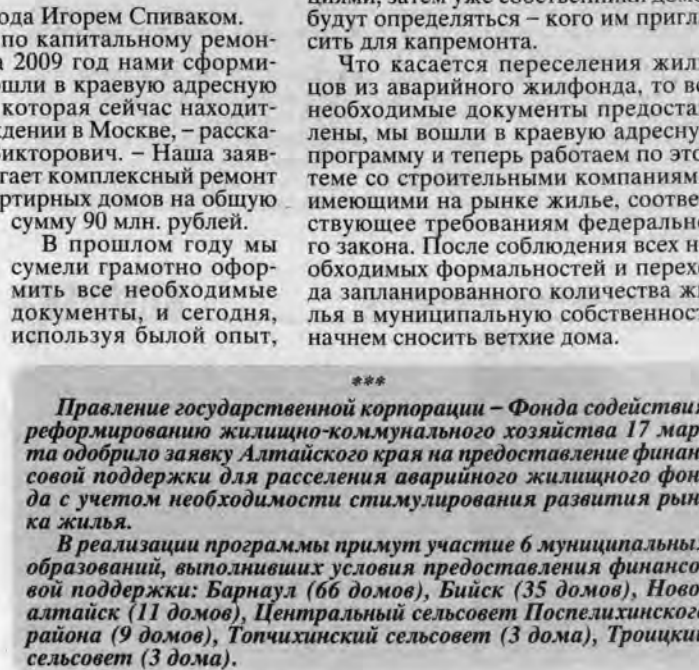 ода Игорем Спиваком.
по капитальному ремон-
2009 год нами сформи-
шли в краевую адресную
которая сейчас находит-
дении в Москве, – расска-
икторович. – Наша заяв-
гает комплексный ремонт
ртирных домов на общую
сумму 90 млн. рублей.
В прошлом году мы
сумели грамотно офор-
мить все необходимые
документы, и сегодня,
используя былой опыт,
будут определяться – кого им пригла
сить для капремонта.
Что касается переселения жил
цов из аварийного жилфонда, то вс
необходимые документы предоста
лены, мы вошли в краевую адресну
программу и теперь работаем по это
теме со строительными компаниям
имеющими на рынке жилье, соотве
ствующее требованиям федерально
го закона. После соблюдения всех н
обходимых формальностей и перехо
да запланированного количества жи
лья в муниципальную собственност
начнем сносить ветхие дома.
***
Правление государственной корпорации – Фонда содействия
реформированию жилищно-коммунального хозяйства 17 мар
та одобрило заявку Алтайского края на предоставление финан
совой поддержки для расселения аварийного жилищного фон
да с учетом необходимости стимулирования развития рын
ка жилья.
В реализации программы примут участие 6 муниципальны
образований, выполнивших условия предоставления финансо
вой поддержки: Барнаул (66 домов), Бийск (35 домов), Ново
алтайск (11 домов), Центральный сельсовет Поспелихинског
района (9 домов), Топчихинский сельсовет (3 дома), Троицки
сельсовет (3 дома).